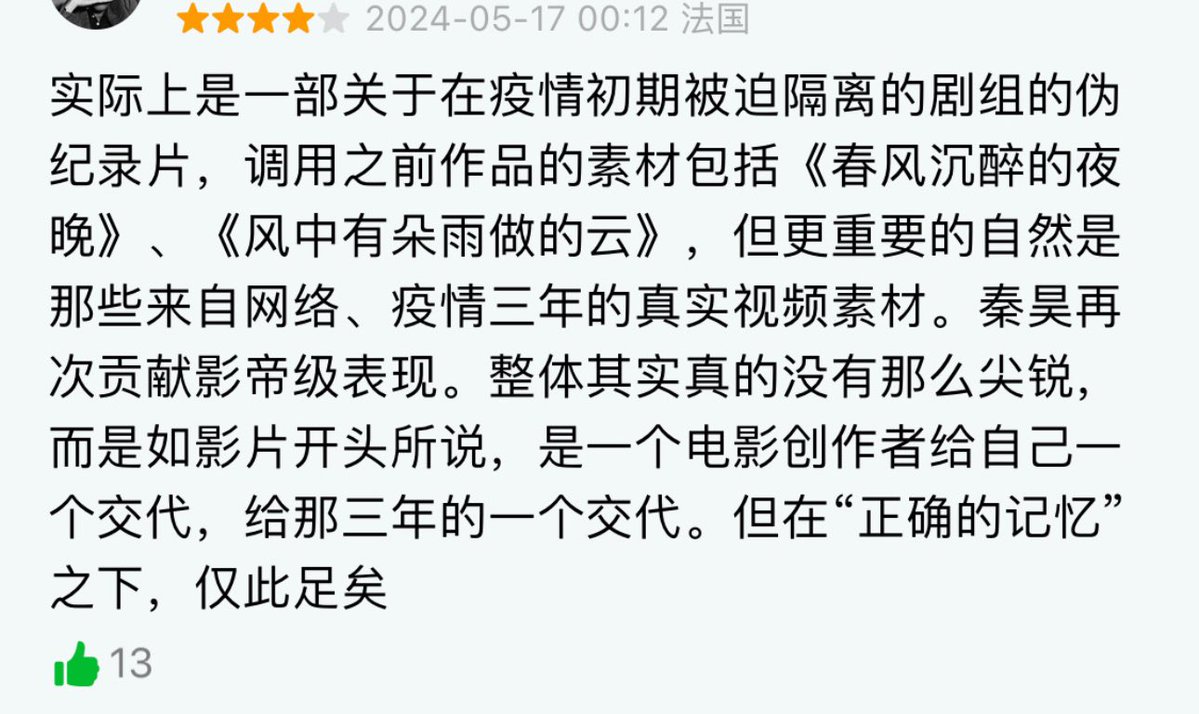 2024-05-17 00:12 法国
实际上是一部关于在疫情初期被迫隔离的剧组的伪
纪录片，调用之前作品的素材包括《春风沉醉的夜
晚》、《风中有朵雨做的云》，但更重要的自然是
那些来自网络、疫情三年的真实视频素材。秦昊再
次贡献影帝级表现。整体其实真的没有那么尖锐，
而是如影片开头所说，是一个电影创作者给自己一
个交代，给那三年的一个交代。但在“正确的记忆”
之下，仅此足矣
13